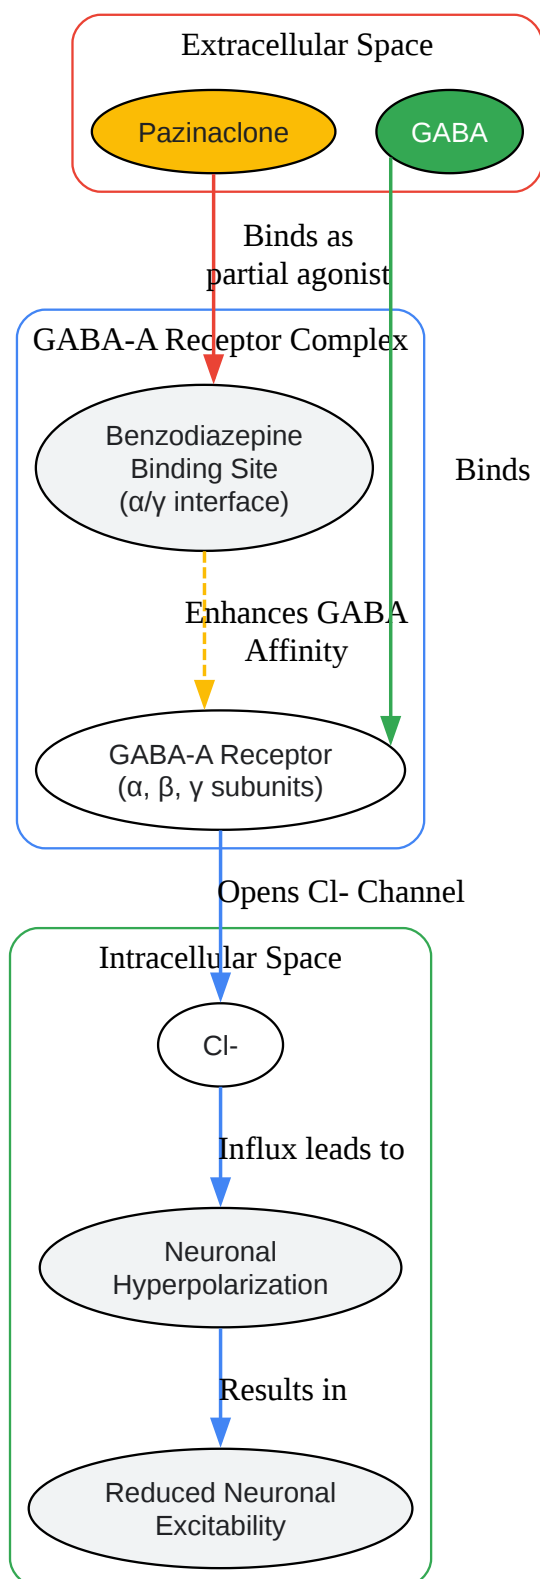 Extracellular Space
Pazinaclone
GABA
Binds as
partial agonist
GABA-A Receptor Complex
Benzodiazepine
Binding Site
(α/γ interface)
Binds
Enhances GABA
Affinity
GABA-A Receptor
(α, β, γ subunits)
Opens Cl- Channel
Intracellular Space
Cl-
Influx leads to
Neuronal
Hyperpolarization
Results in
Reduced Neuronal
Excitability